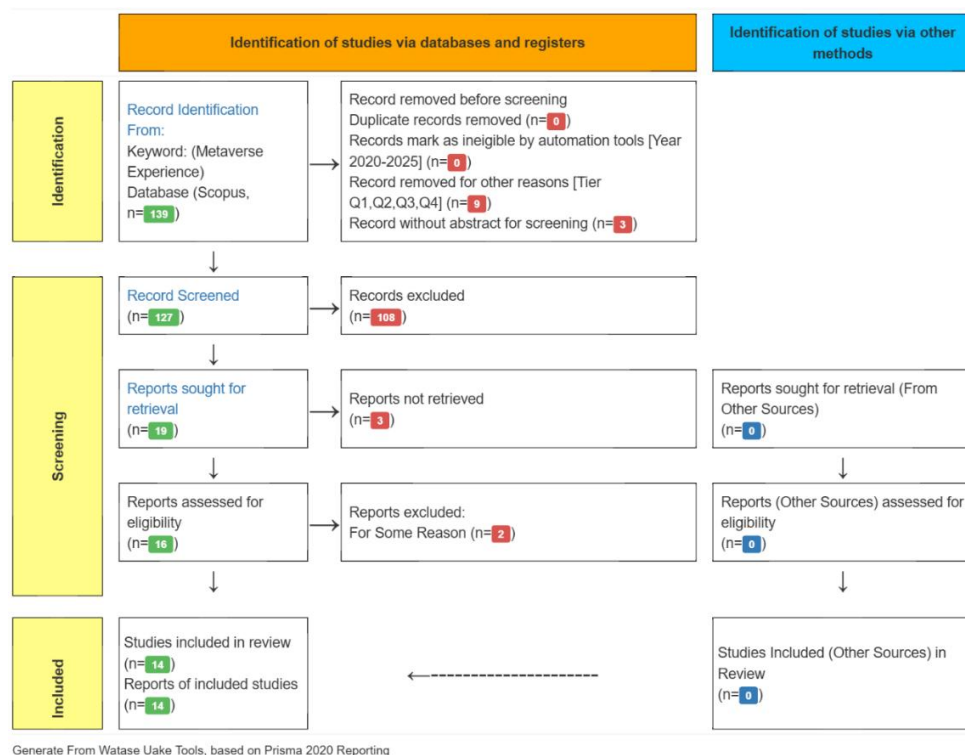 Identification of studies via databases and registers
Identification of studies via other
methods
Identification
Record Identification
From:
Keyword: (Metaverse
Experience)
Database (Scopus,
n=139)
Record removed before screening
Duplicate records removed (n=0)
Records mark as ineigible by automation tools [Year
2020-2025] (n=0)
Record removed for other reasons [Tier
Q1,Q2,Q3,Q4] (n=9)
Record without abstract for screening (n=3)
Screening
Record Screened
(n=127)
Records excluded
(n=108)
Reports sought for
retrieval
(n=19)
Reports not retrieved
(n=3)
Reports sought for retrieval (From
Other Sources)
(n=0)
Reports assessed for
eligibility
(n=16)
Reports excluded:
For Some Reason (n=2)
Reports (Other Sources) assessed for
eligibility
(n=0)
Included
Studies included in review
(n=14)
Reports of included studies
(n=14)
Studies Included (Other Sources) in
Review
(n=0)
Generate From Watase Uake Tools, based on Prisma 2020 Reporting